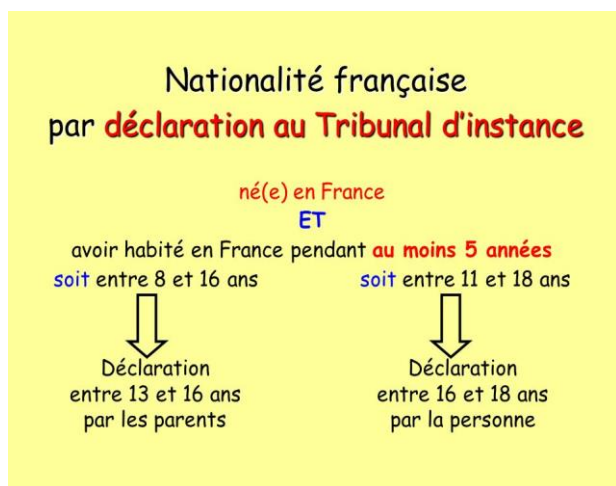 Nationalité française
par déclaration au Tribunal d'instance
né(e) en France
ET
avoir habité en France pendant au moins 5 années
soit entre 8 et 16 ans
soit entre 11 et 18 ans
Déclaration
entre 13 et 16 ans
par les parents
Déclaration
entre 16 et 18 ans
par la personne